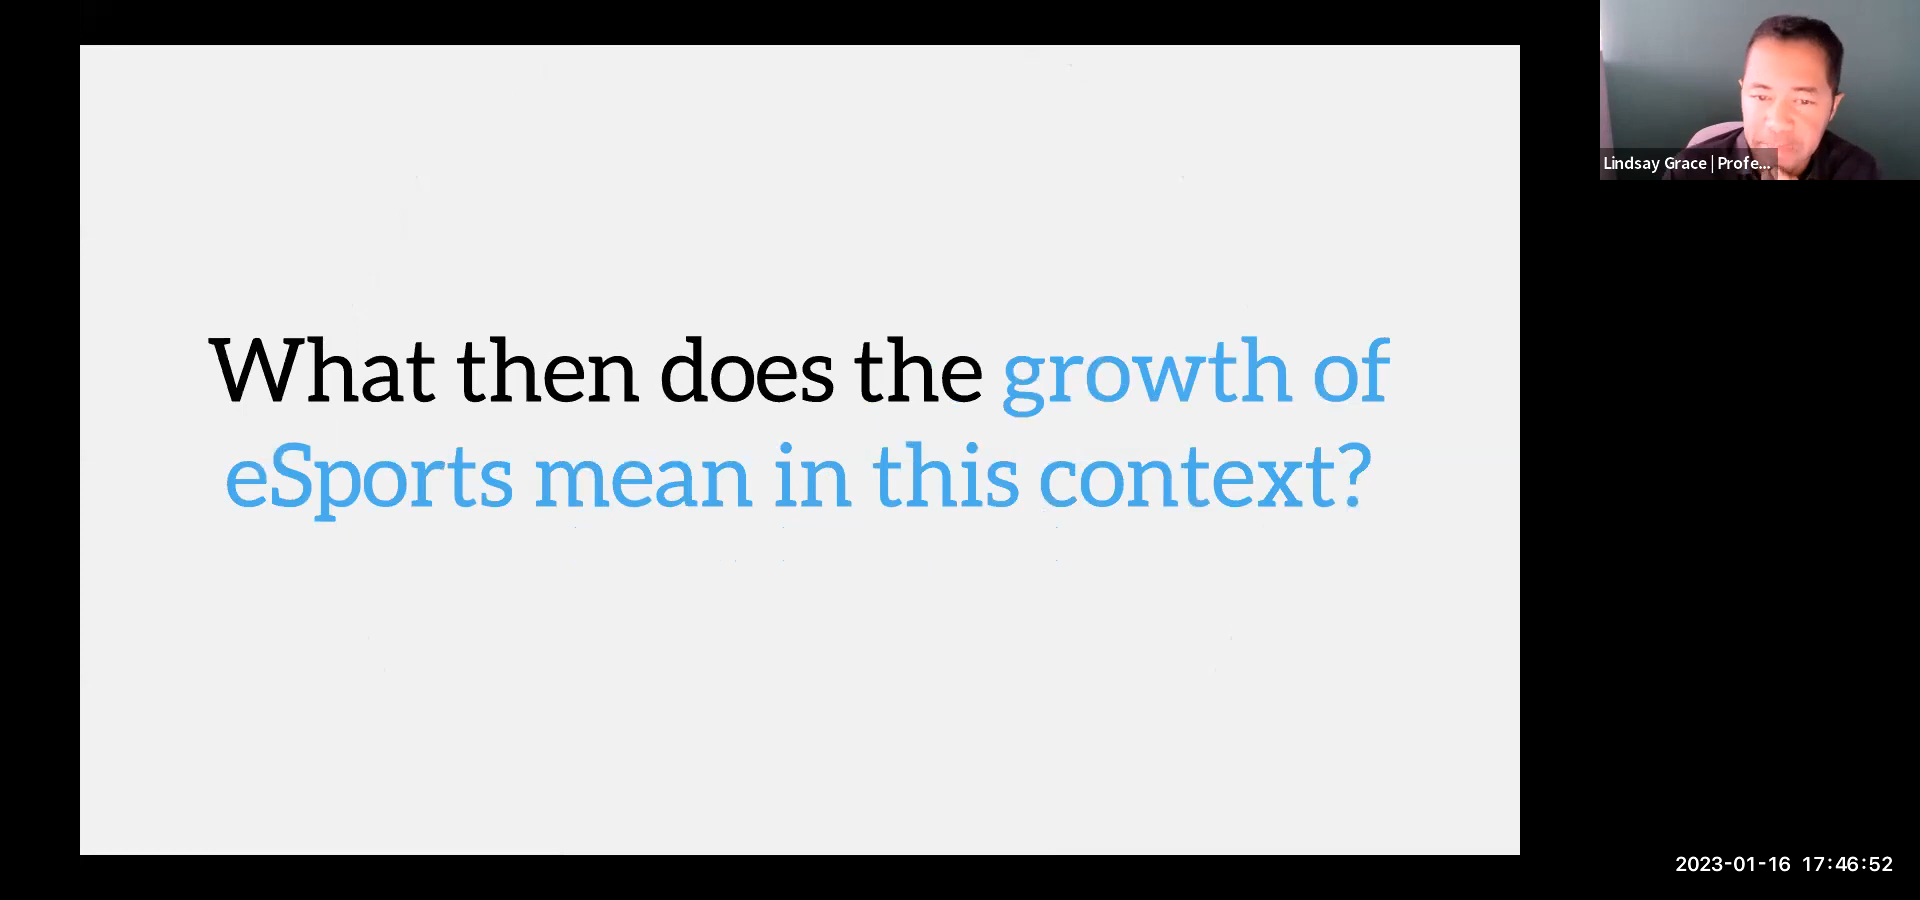 What then does the growth of
eSports mean in this context?
Lindsay Grace | Profe...
2023-01-16 17:46:52